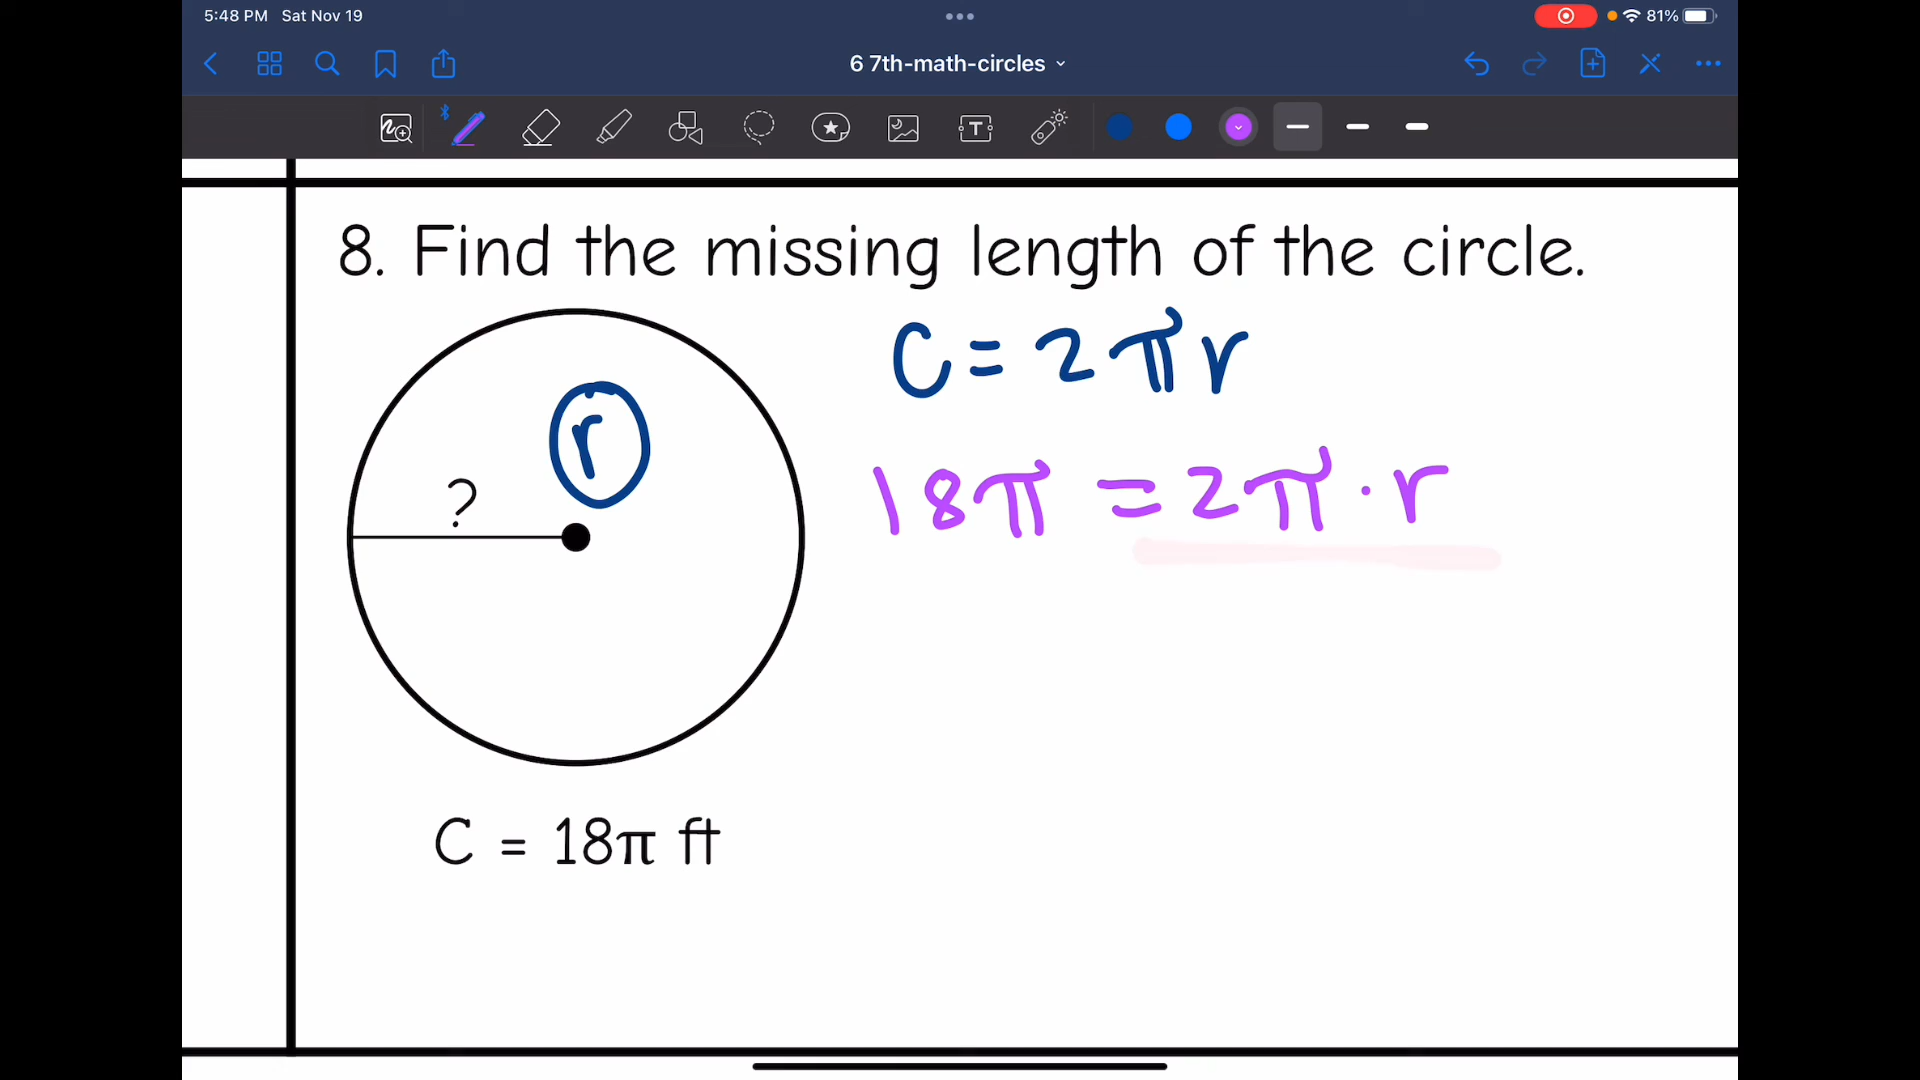 5:48 PM Sat Nov 19
81%
6 7th-math-circles
T
8. Find the missing length of the circle.
C = 2πr
r
18π = 2π · r
?
C = 18π ft